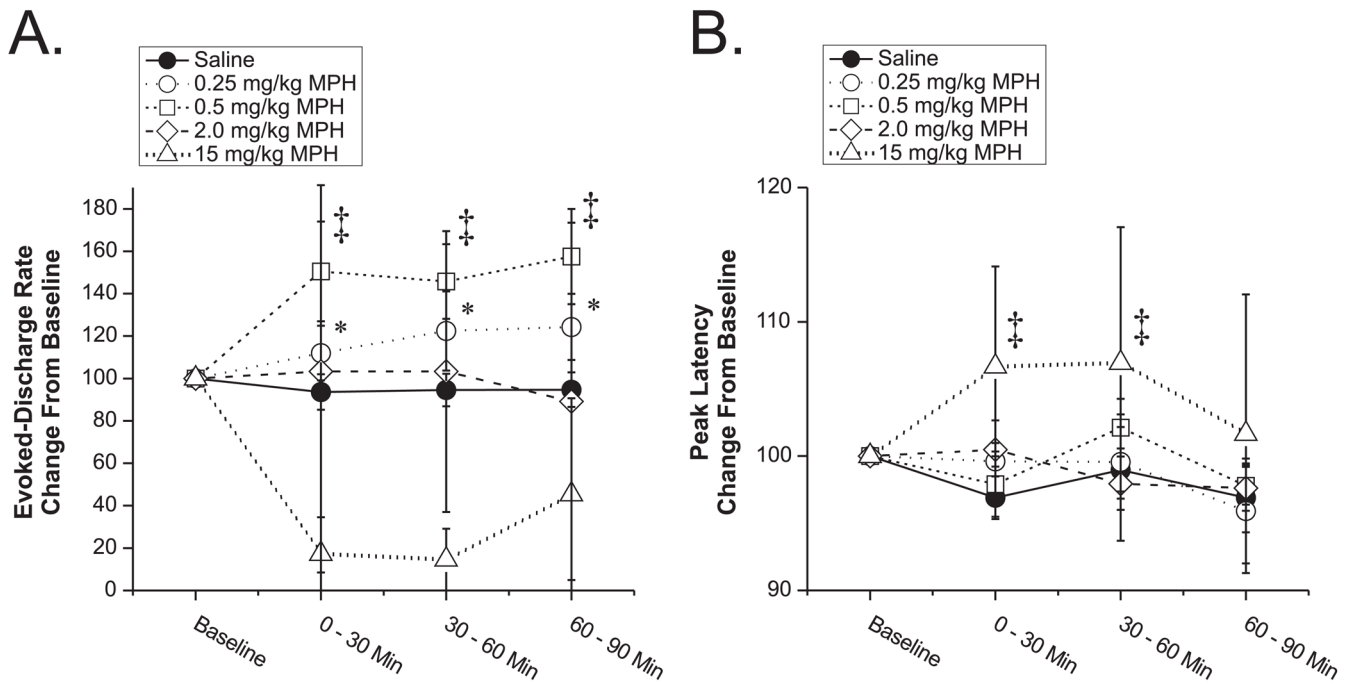 A.
Saline
0.25 mg/kg MPH
0.5 mg/kg MPH
2.0 mg/kg MPH
15 mg/kg MPH
Evoked-Discharge Rate
Change From Baseline
180
160
140
120
100
80
60
40
20
0
‡
‡
‡
‡
‡
‡
*
*
*
Baseline
0 - 30 Min
30 - 60 Min
60 - 90 Min
B.
Saline
0.25 mg/kg MPH
0.5 mg/kg MPH
2.0 mg/kg MPH
15 mg/kg MPH
Peak Latency
Change From Baseline
120
110
100
90
‡
‡
‡
‡
Baseline
0 - 30 Min
30 - 60 Min
60 - 90 Min